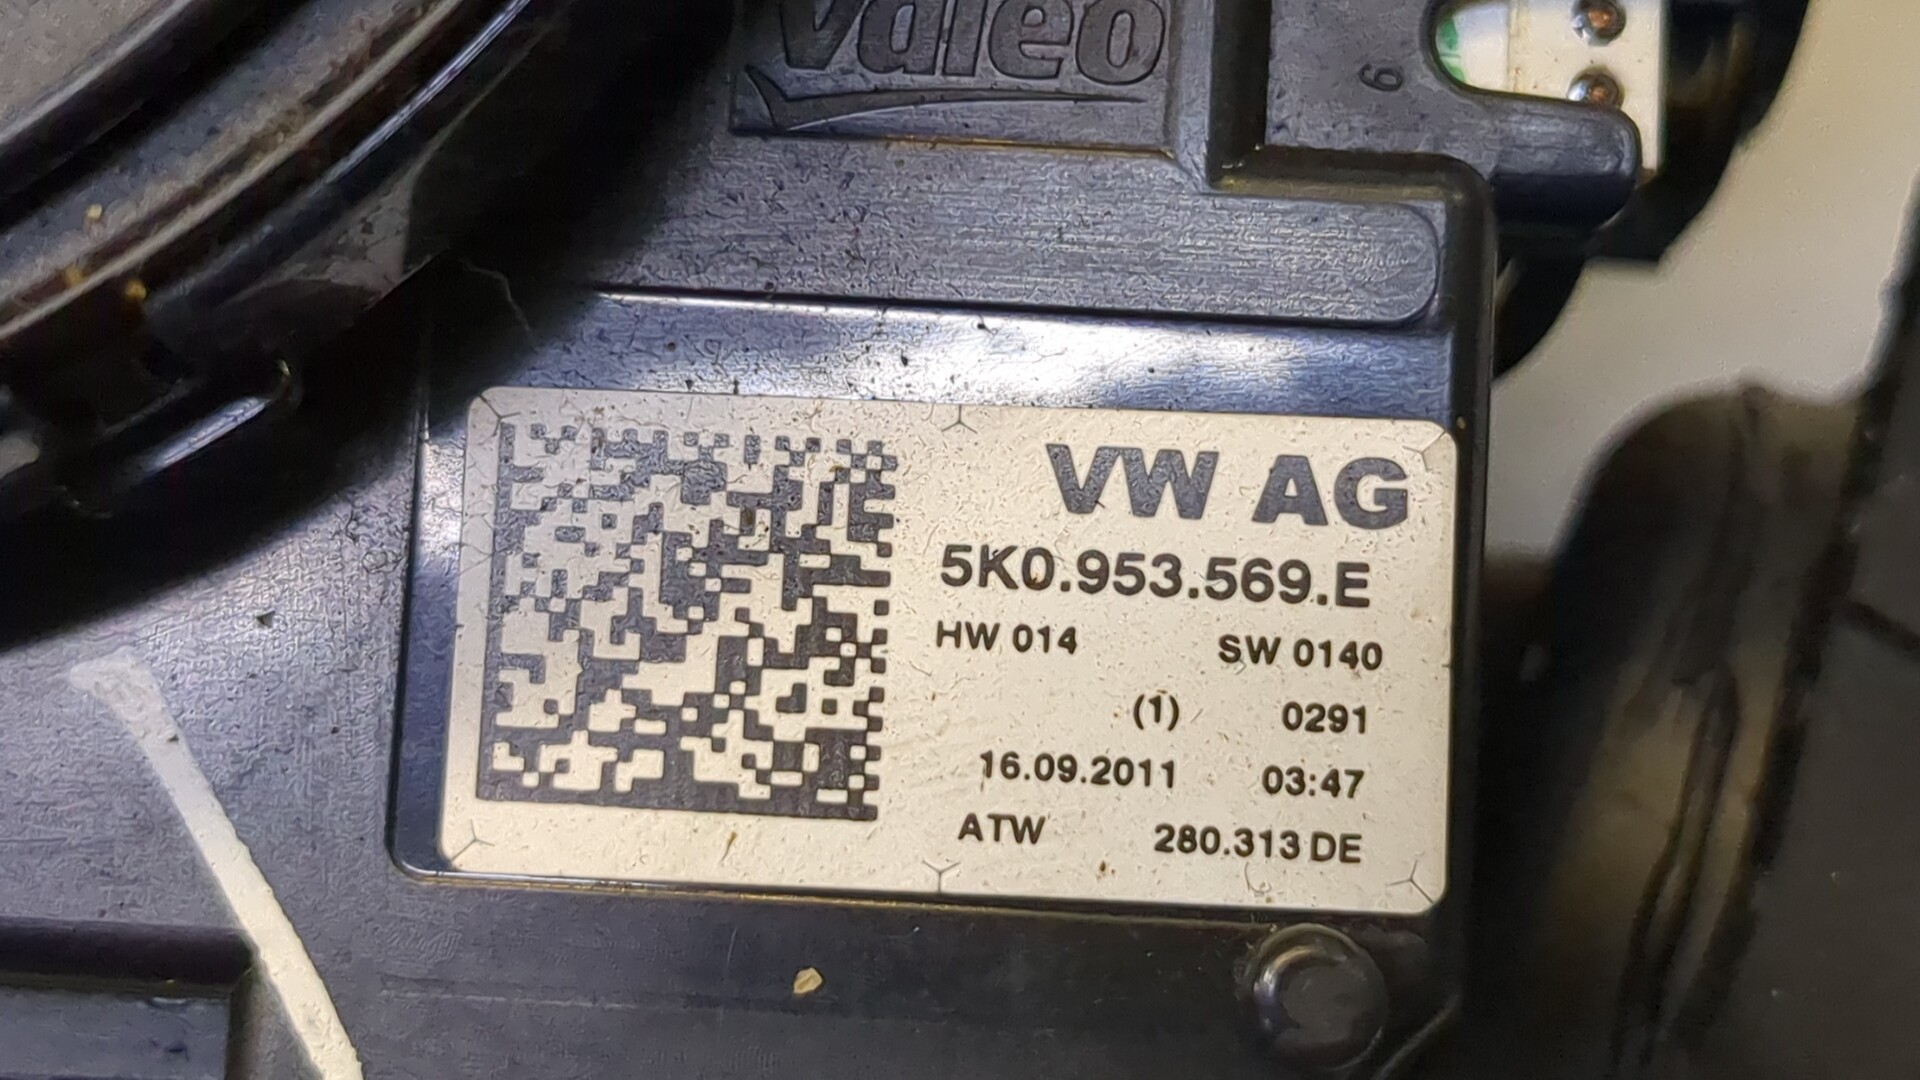 Valeo
6
VW AG
5K0.953.569.E
HW 014 SW 0140
(1) 0291
16.09.2011 03:47
ATW 280.313 DE